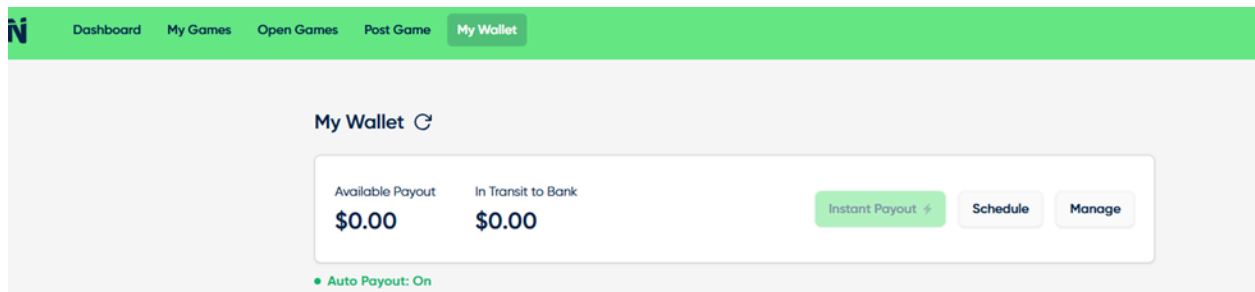 Dashboard My Games Open Games Post Game My Wallet
My Wallet
Available Payout In Transit to Bank
$0.00 $0.00
Instant Payout Schedule Manage
Auto Payout: On